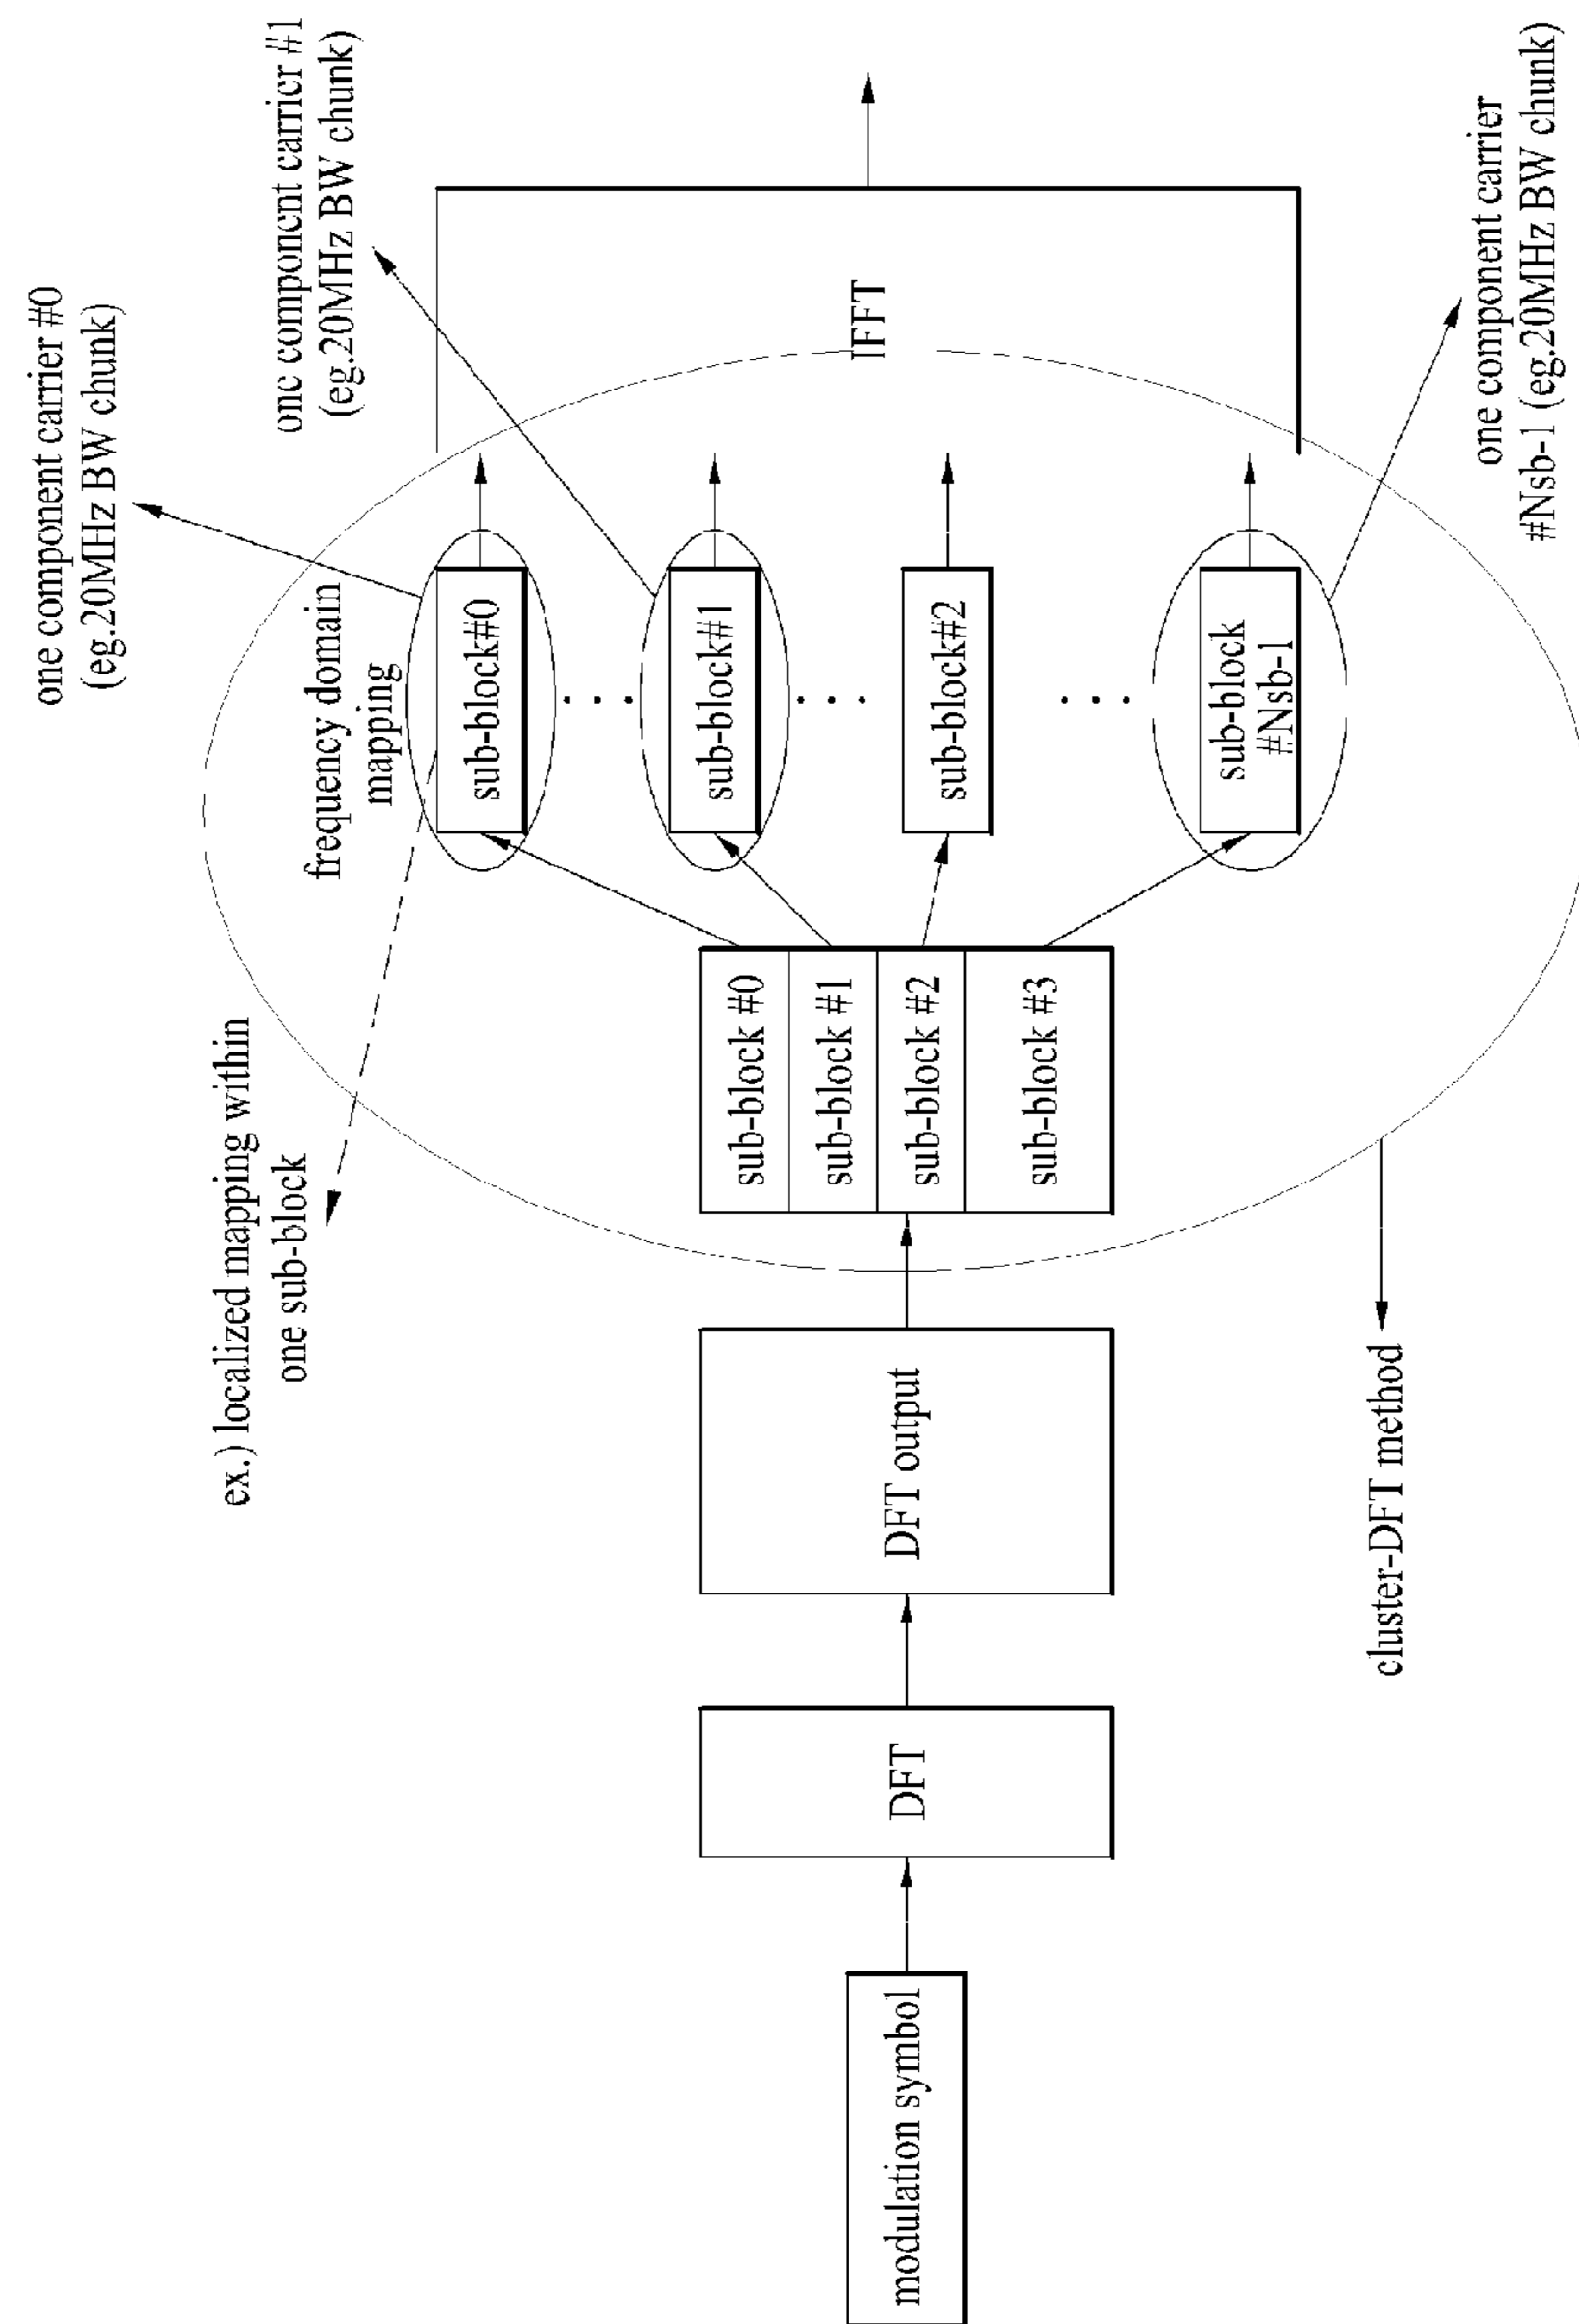 one component carrier #0
(eg.20MHz BW chunk)
one component carrier #1
(eg.20MHz BW chunk)
ex.) localized mapping within
one sub-block
frequency domain
mapping
modulation symbol
DFT
DFT output
sub-block #0
sub-block #1
sub-block #2
sub-block #3
sub-block#0
sub-block#1
sub-block#2
sub-block
#Nsb-1
IFFT
cluster-DFT method
one component carrier
#Nsb-1 (eg.20MHz BW chunk)